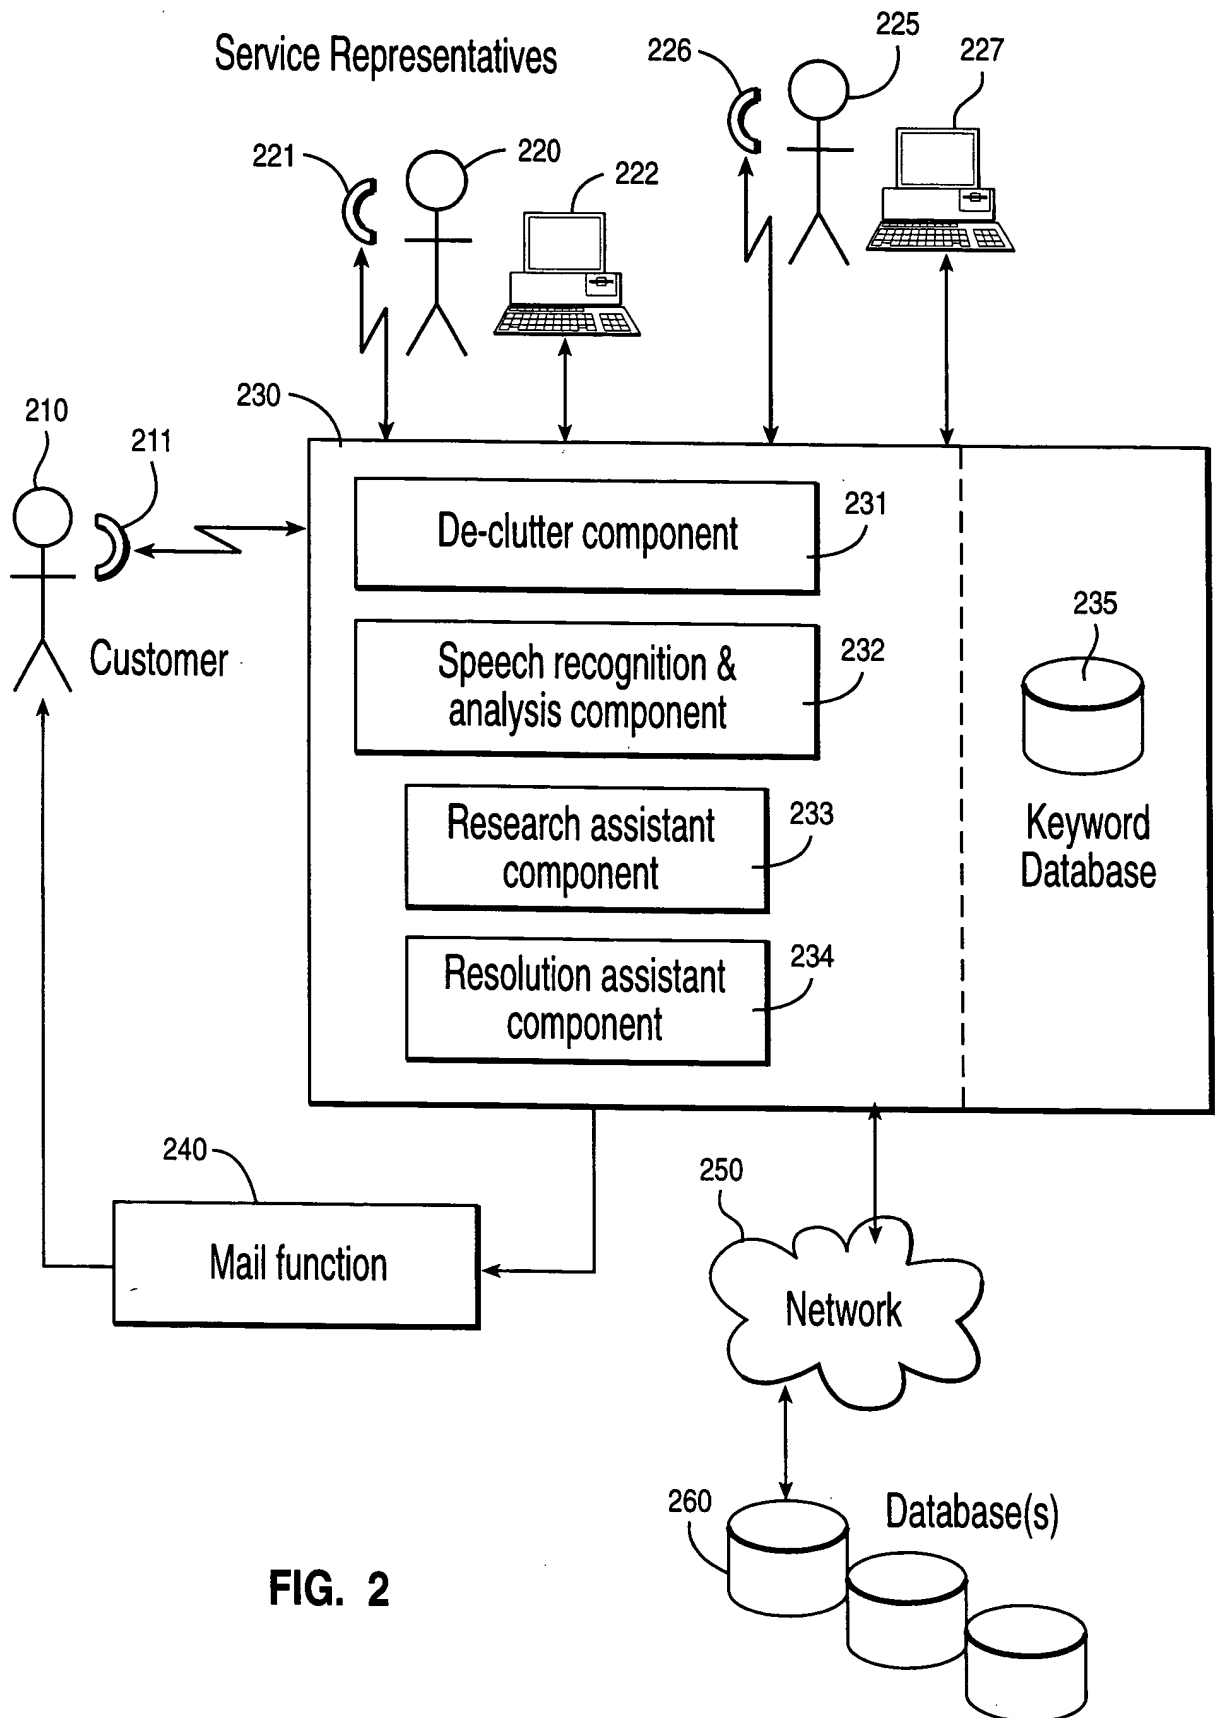 Service Representatives
226
225
227
221
220
222
230
210
211
Customer
De-clutter component
231
Speech recognition &
analysis component
232
Research assistant
component
233
Resolution assistant
component
234
235
Keyword
Database
240
Mail function
250
Network
260
Database(s)
FIG. 2